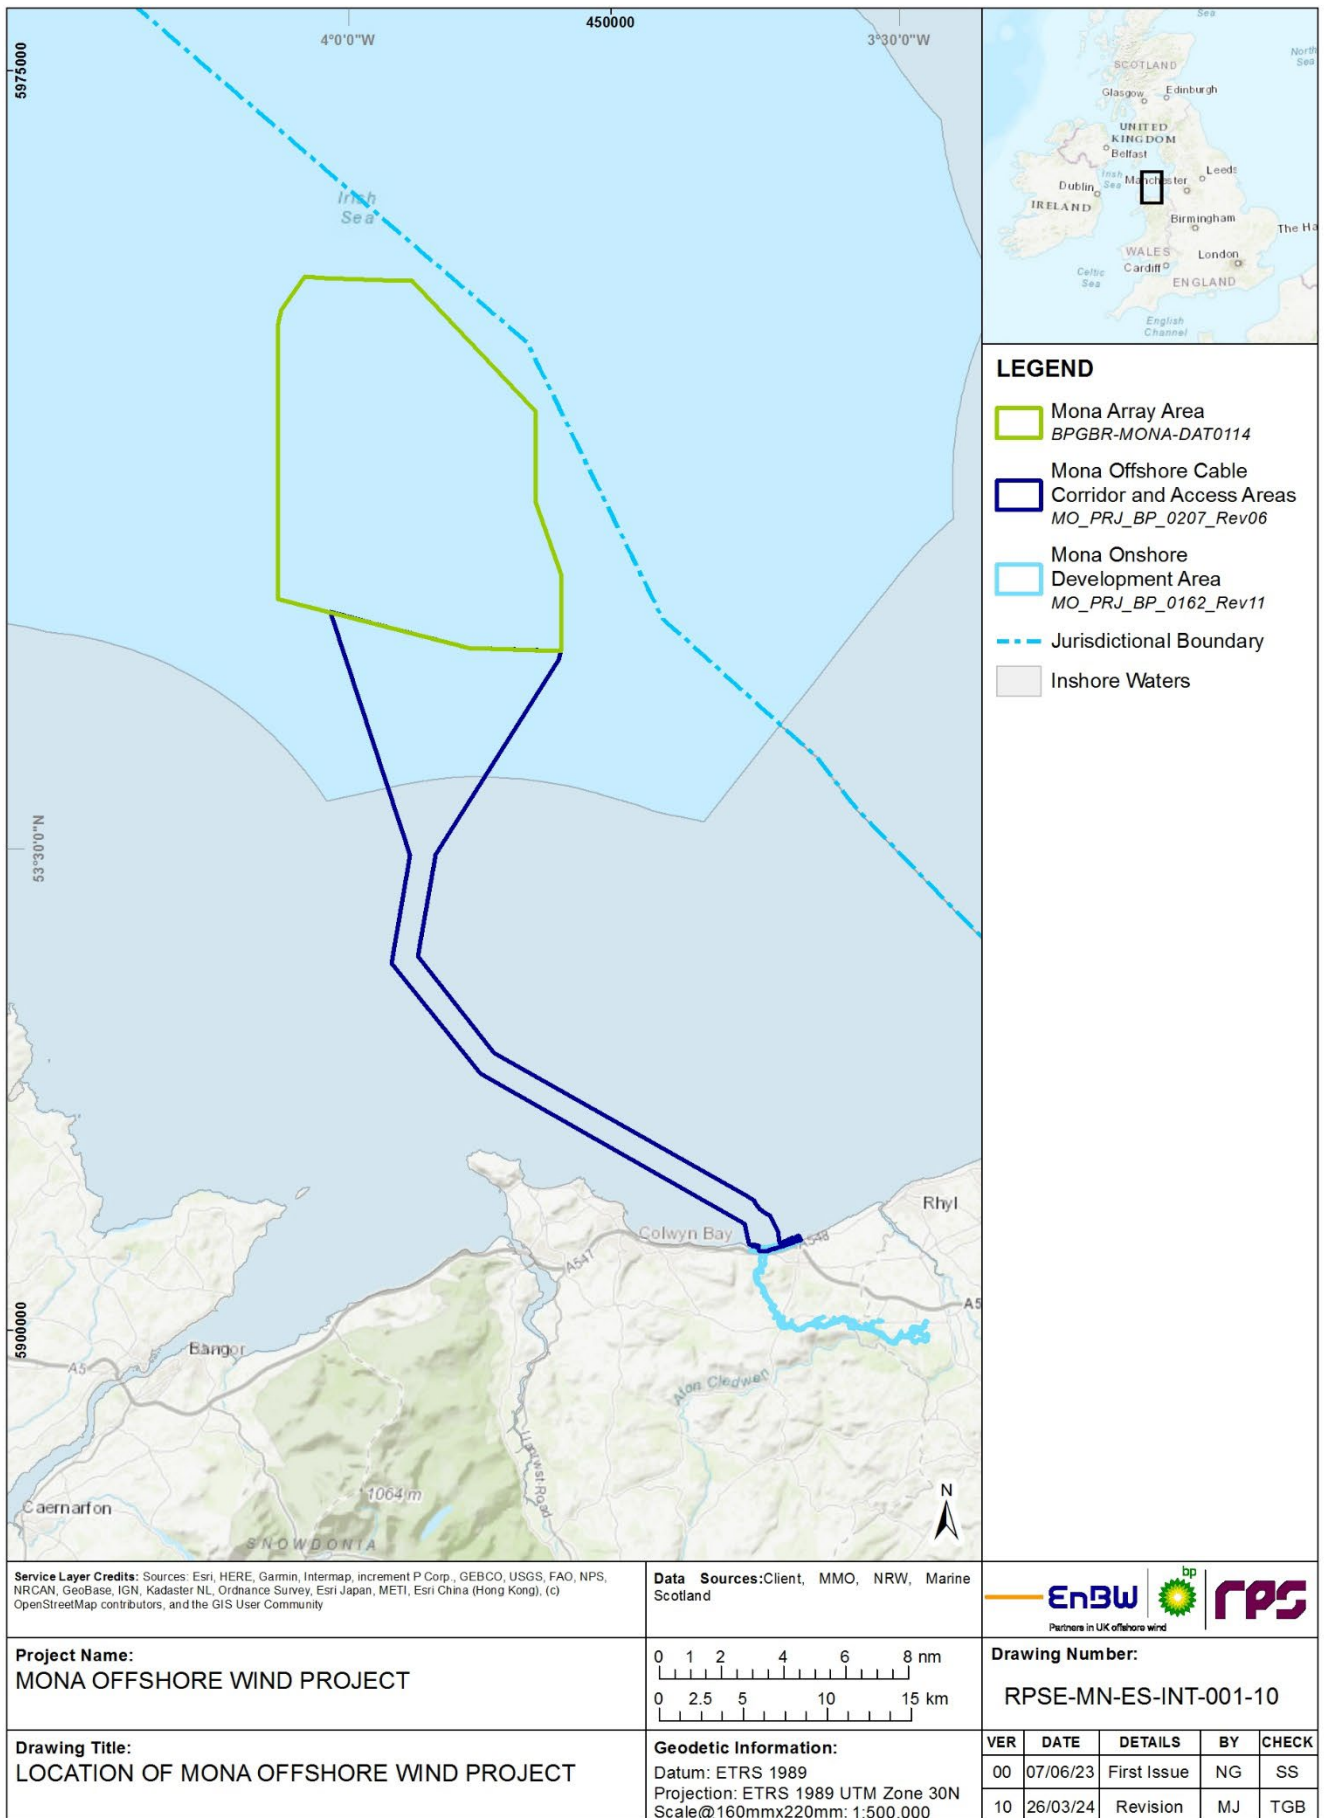 450000
4°0'0"W
3°30'0"W
5975000
Irish
Sea
53°30'0"N
5900000
Colwyn Bay
Rhyl
A548
A547
A5
Bangor
A5
Afon Cledwen
Llanrwst Road
1064 m
Caernarfon
SNOWDONIA
N
Sea
North
Sea
SCOTLAND
Glasgow
Edinburgh
UNITED
KINGDOM
Belfast
Irish
Sea
Manchester
Leeds
Dublin
IRELAND
Birmingham
The Ha
WALES
London
Cardiff
Celtic
Sea
ENGLAND
English
Channel
LEGEND
Mona Array Area
BPGBR-MONA-DAT0114
Mona Offshore Cable
Corridor and Access Areas
MO_PRJ_BP_0207_Rev06
Mona Onshore
Development Area
MO_PRJ_BP_0162_Rev11
Jurisdictional Boundary
Inshore Waters
Service Layer Credits: Sources: Esri, HERE, Garmin, Intermap, increment P Corp., GEBCO, USGS, FAO, NPS,
NRCAN, GeoBase, IGN, Kadaster NL, Ordnance Survey, Esri Japan, METI, Esri China (Hong Kong), (c)
OpenStreetMap contributors, and the GIS User Community
Data Sources:Client, MMO, NRW, Marine
Scotland
EnBW
bp
rps
Partners in UK offshore wind
Project Name:
MONA OFFSHORE WIND PROJECT
0 1 2 4 6 8 nm
0 2.5 5 10 15 km
Drawing Number:
RPSE-MN-ES-INT-001-10
Drawing Title:
LOCATION OF MONA OFFSHORE WIND PROJECT
Geodetic Information:
Datum: ETRS 1989
Projection: ETRS 1989 UTM Zone 30N
Scale@160mmx220mm: 1:500,000
VER DATE DETAILS BY CHECK
00 07/06/23 First Issue NG SS
10 26/03/24 Revision MJ TGB